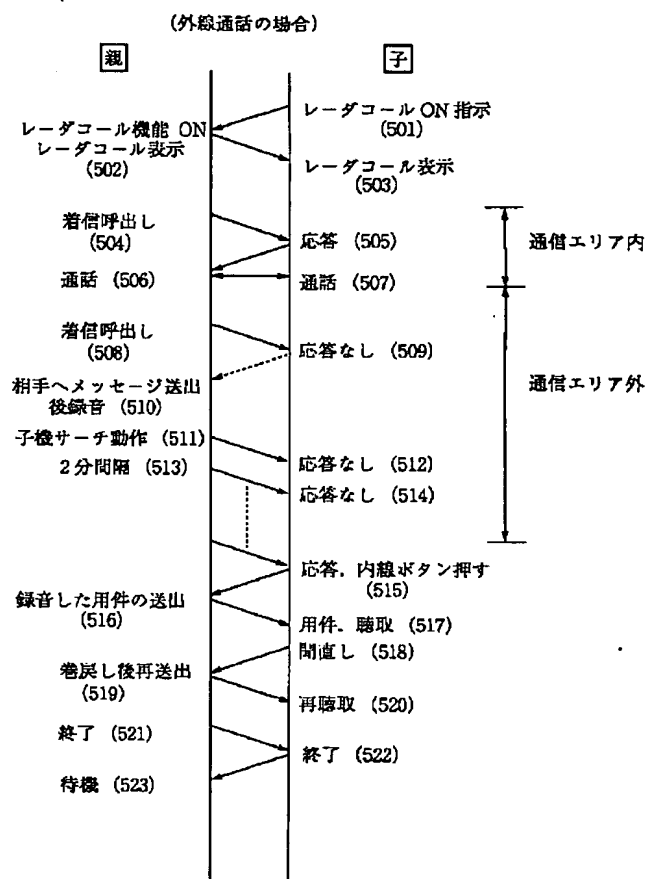 (外線通話の場合)
親
子
レーダコール ON 指示
(501)
レーダコール機能 ON
レーダコール表示
(502)
レーダコール表示
(503)
着信呼出し
(504)
応答 (505)
通信エリア内
通話 (506)
通話 (507)
着信呼出し
(508)
応答なし (509)
通信エリア外
相手へメッセージ送出
後録音 (510)
子機サーチ動作 (511)
応答なし (512)
2分間隔 (513)
応答なし (514)
応答、内線ボタン押す
(515)
録音した用件の送出
(516)
用件、聴取 (517)
聞直し (518)
巻戻し後再送出
(519)
再聴取 (520)
終了 (521)
終了 (522)
待機 (523)